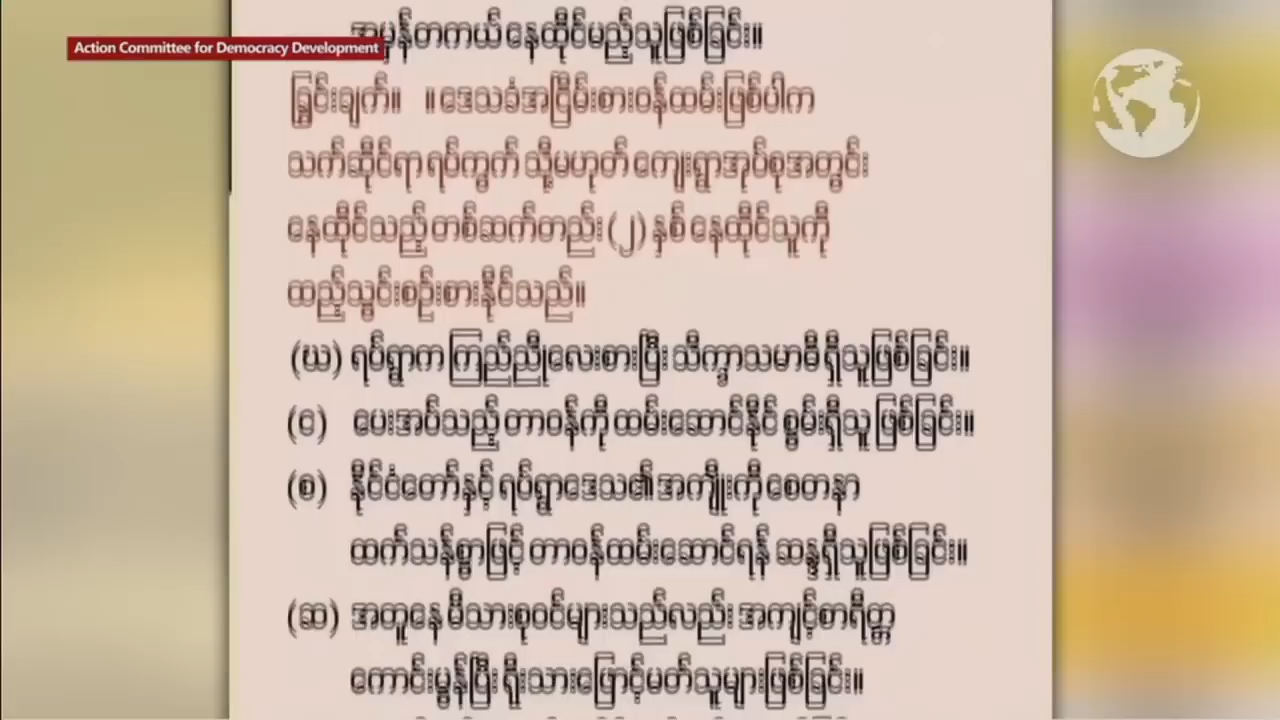 အမှန်တကယ် နေထိုင်မည့်သူဖြစ်ခြင်း။
Action Committee for Democracy Development
ခြွင်းချက်။ ။ ဒေသခံအငြိမ်းစားဝန်ထမ်းဖြစ်ပါက
သက်ဆိုင်ရာ ရပ်ကွက် သို့မဟုတ် ကျေးရွာအုပ်စုအတွင်း
နေထိုင်သည့် တစ်ဆက်တည်း (၂) နှစ် နေထိုင်သူကို
ထည့်သွင်းစဉ်းစားနိုင်သည်။
(ဃ) ရပ်ရွာက ကြည်ညိုလေးစားပြီး သိက္ခာသမာဓိ ရှိသူဖြစ်ခြင်း။
(င) ပေးအပ်သည့် တာဝန်ကို ထမ်းဆောင်နိုင် စွမ်းရှိသူ ဖြစ်ခြင်း။
(စ) နိုင်ငံတော်နှင့် ရပ်ရွာဒေသ၏ အကျိုးကို စေတနာ
ထက်သန်စွာဖြင့် တာဝန်ထမ်းဆောင်ရန် ဆန္ဒရှိသူဖြစ်ခြင်း။
(ဆ) အတူနေ မိသားစုဝင်များသည်လည်း အကျင့်စာရိတ္တ
ကောင်းမွန်ပြီး ရိုးသားဖြောင့်မတ်သူများဖြစ်ခြင်း။